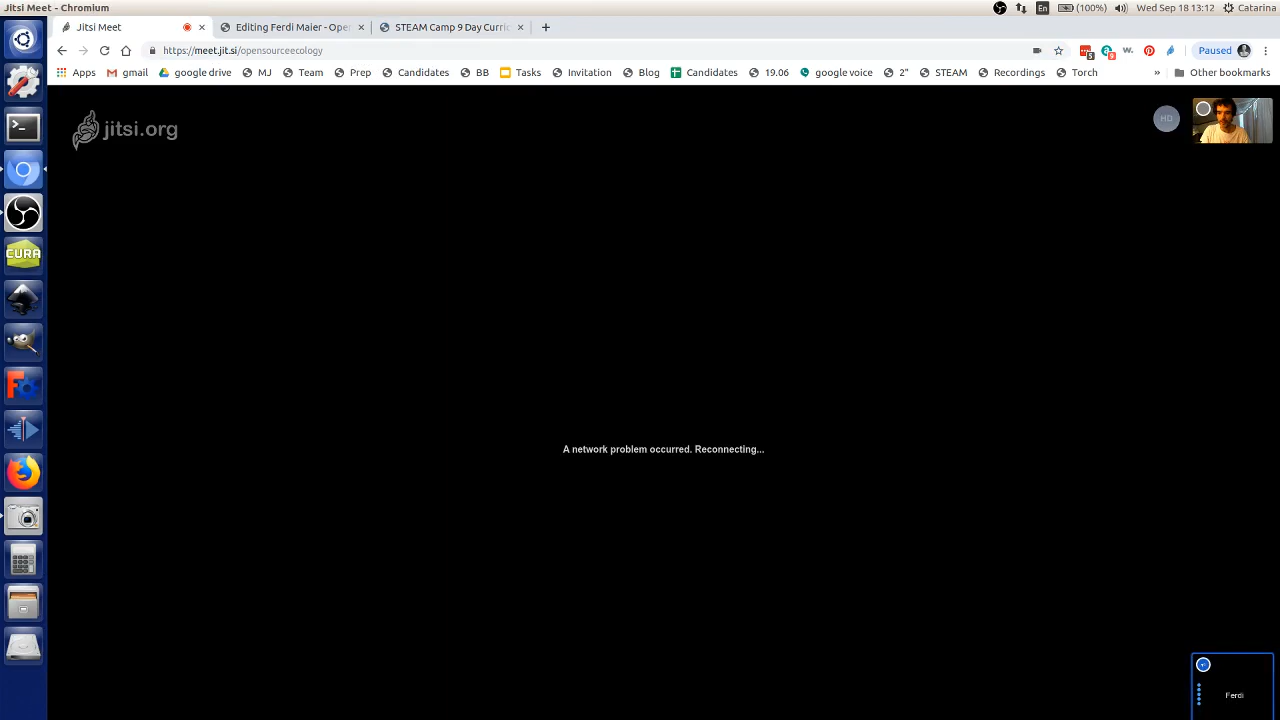 Jitsi Meet - Chromium
En (100%) Wed Sep 18 13:12 Catarina
Jitsi Meet Editing Ferdi Maier - Ope STEAM Camp 9 Day Curric
https://meet.jit.si/opensourceecology 5 9 W. Paused
Apps gmail google drive MJ Team Prep Candidates BB Tasks Invitation Blog Candidates 19.06 google voice 2" STEAM Recordings Torch » Other bookmarks
jitsi.org
HD
CURA
A network problem occurred. Reconnecting...
Ferdi